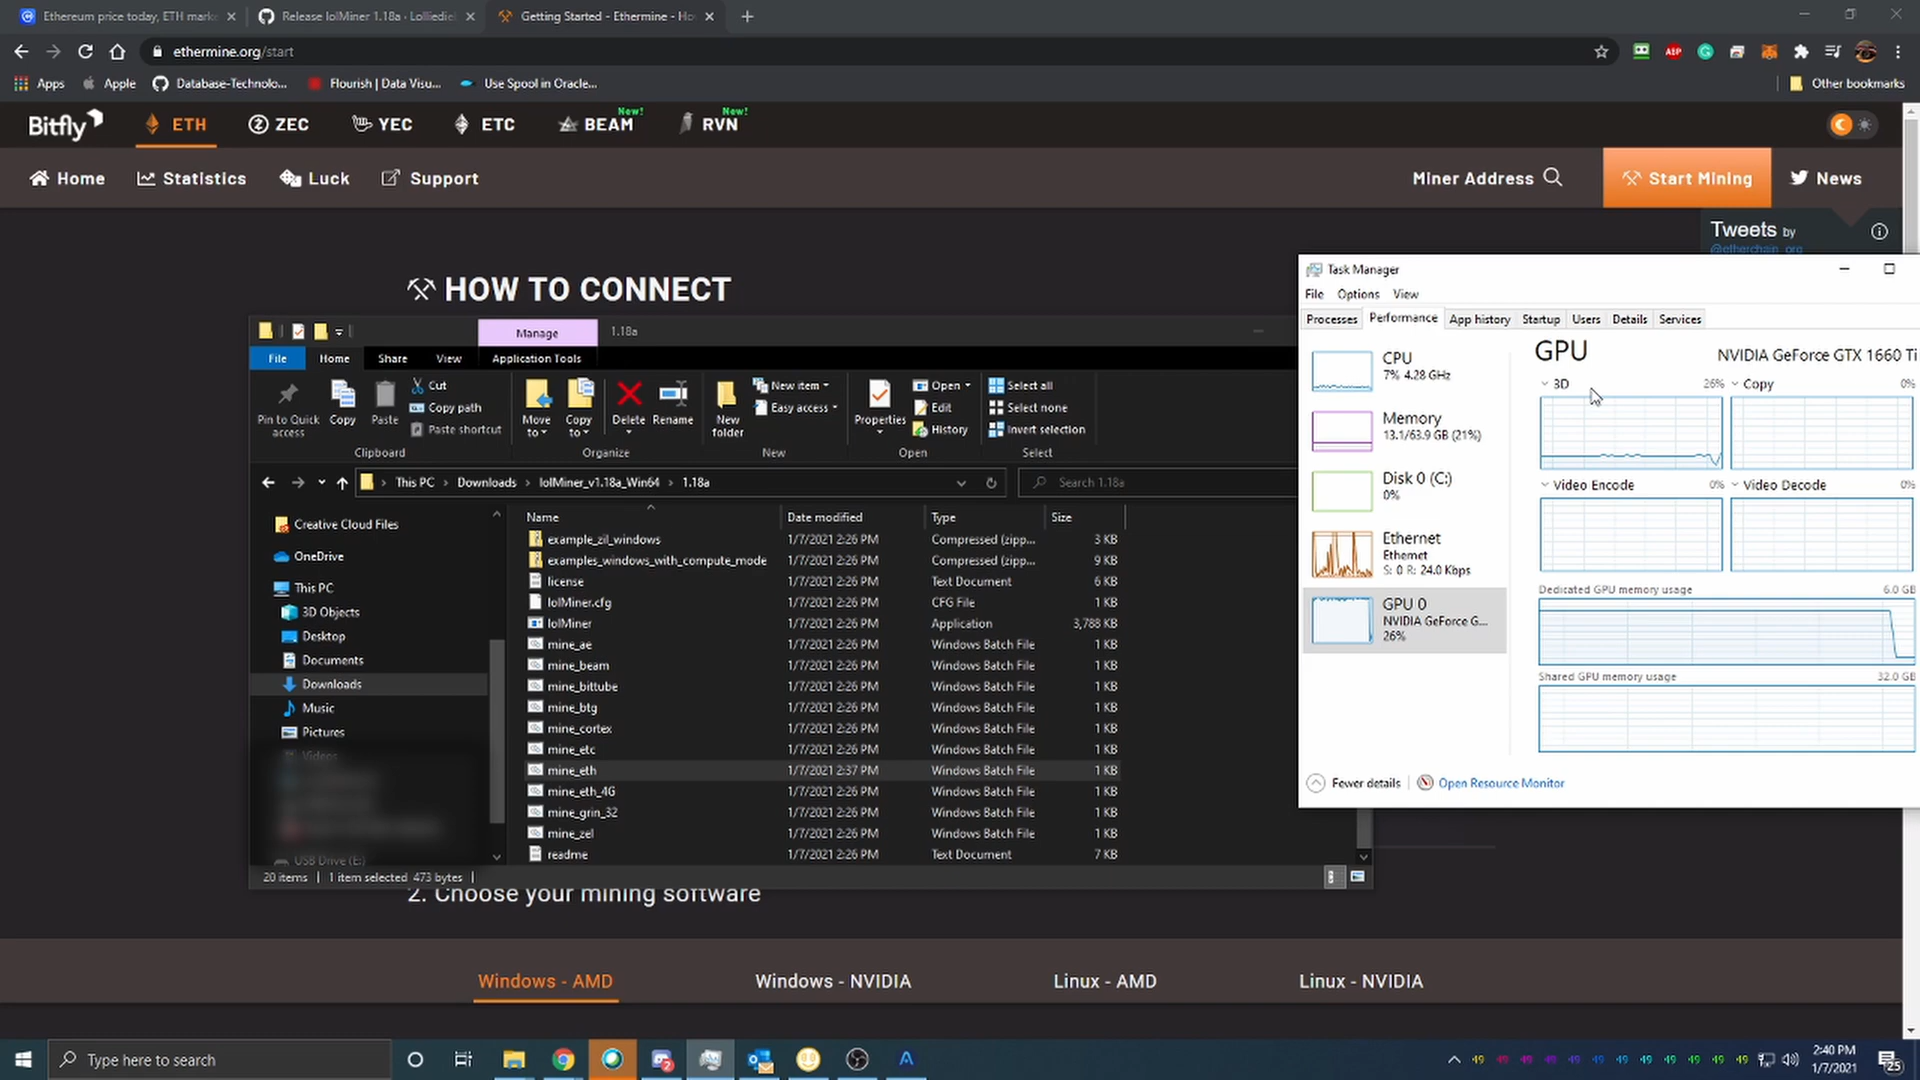 Ethereum price today, ETH mark
Release lolMiner 1.18a · Lolliedie
Getting Started - Ethermine - Ho
ethermine.org/start
ABP
Apps
Apple
Database-Technolo...
Flourish | Data Visu...
Use Spool in Oracle...
Other bookmarks
Bitfly
ETH
ZEC
YEC
ETC
BEAM
New!
RVN
New!
Home
Statistics
Luck
Support
Miner Address
Start Mining
News
Tweets by
@etherchain_org
HOW TO CONNECT
Manage
1.18a
File
Home
Share
View
Application Tools
Pin to Quick access
Copy
Paste
Cut
Copy path
Paste shortcut
Clipboard
Move to
Copy to
Delete
Rename
Organize
New folder
New item
Easy access
New
Properties
Open
Edit
History
Open
Select all
Select none
Invert selection
Select
This PC > Downloads > lolMiner_v1.18a_Win64 > 1.18a
Search 1.18a
Creative Cloud Files
OneDrive
This PC
3D Objects
Desktop
Documents
Downloads
Music
Pictures
Videos
USB Drive (E:)
Name Date modified Type Size
example_zil_windows 1/7/2021 2:26 PM Compressed (zipp... 3 KB
examples_windows_with_compute_mode 1/7/2021 2:26 PM Compressed (zipp... 9 KB
license 1/7/2021 2:26 PM Text Document 6 KB
lolMiner.cfg 1/7/2021 2:26 PM CFG File 1 KB
lolMiner 1/7/2021 2:26 PM Application 3,788 KB
mine_ae 1/7/2021 2:26 PM Windows Batch File 1 KB
mine_beam 1/7/2021 2:26 PM Windows Batch File 1 KB
mine_bittube 1/7/2021 2:26 PM Windows Batch File 1 KB
mine_btg 1/7/2021 2:26 PM Windows Batch File 1 KB
mine_cortex 1/7/2021 2:26 PM Windows Batch File 1 KB
mine_etc 1/7/2021 2:26 PM Windows Batch File 1 KB
mine_eth 1/7/2021 2:37 PM Windows Batch File 1 KB
mine_eth_4G 1/7/2021 2:26 PM Windows Batch File 1 KB
mine_grin_32 1/7/2021 2:26 PM Windows Batch File 1 KB
mine_zel 1/7/2021 2:26 PM Windows Batch File 1 KB
readme 1/7/2021 2:26 PM Text Document 7 KB
20 items | 1 item selected 473 bytes |
Task Manager
File Options View
Processes Performance App history Startup Users Details Services
CPU
7% 4.28 GHz
Memory
13.1/63.9 GB (21%)
Disk 0 (C:)
0%
Ethernet
Ethernet
S: 0 R: 24.0 Kbps
GPU 0
NVIDIA GeForce G...
26%
GPU
NVIDIA GeForce GTX 1660 Ti
3D 26%
Copy 0%
Video Encode 0%
Video Decode 0%
Dedicated GPU memory usage 6.0 GB
Shared GPU memory usage 32.0 GB
Fewer details
Open Resource Monitor
2. Choose your mining software
Windows - AMD
Windows - NVIDIA
Linux - AMD
Linux - NVIDIA
Type here to search
2
49 49 49 49 49 49 49 49 49 49 49 49
2:40 PM
1/7/2021
25